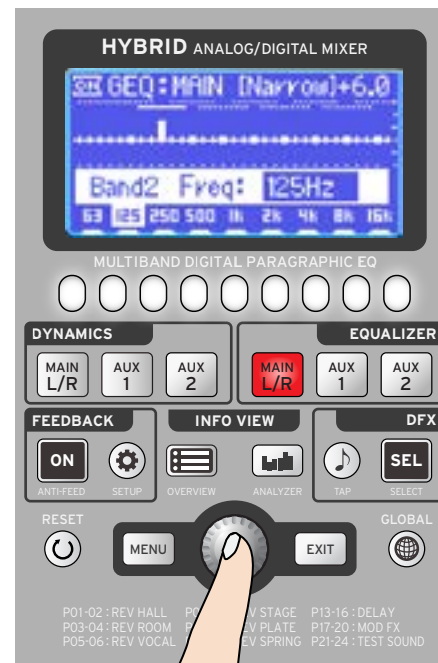 HYBRID ANALOG/DIGITAL MIXER
GEQ:MAIN [Narrow]+6.0
Band2 Freq: 125Hz
63 125 250 500 1k 2k 4k 8k 16k
MULTIBAND DIGITAL PARAGRAPHIC EQ
DYNAMICS
EQUALIZER
MAIN L/R
AUX 1
AUX 2
MAIN L/R
AUX 1
AUX 2
FEEDBACK
INFO VIEW
DFX
ON
SEL
ANTI-FEED
SETUP
OVERVIEW
ANALYZER
TAP
SELECT
RESET
GLOBAL
MENU
EXIT
P01-02 : REV HALL
STAGE
P13-16 : DELAY
P03-04 : REV ROOM
PLATE
P17-20 : MOD FX
P05-06 : REV VOCAL
SPRING
P21-24 : TEST SOUND